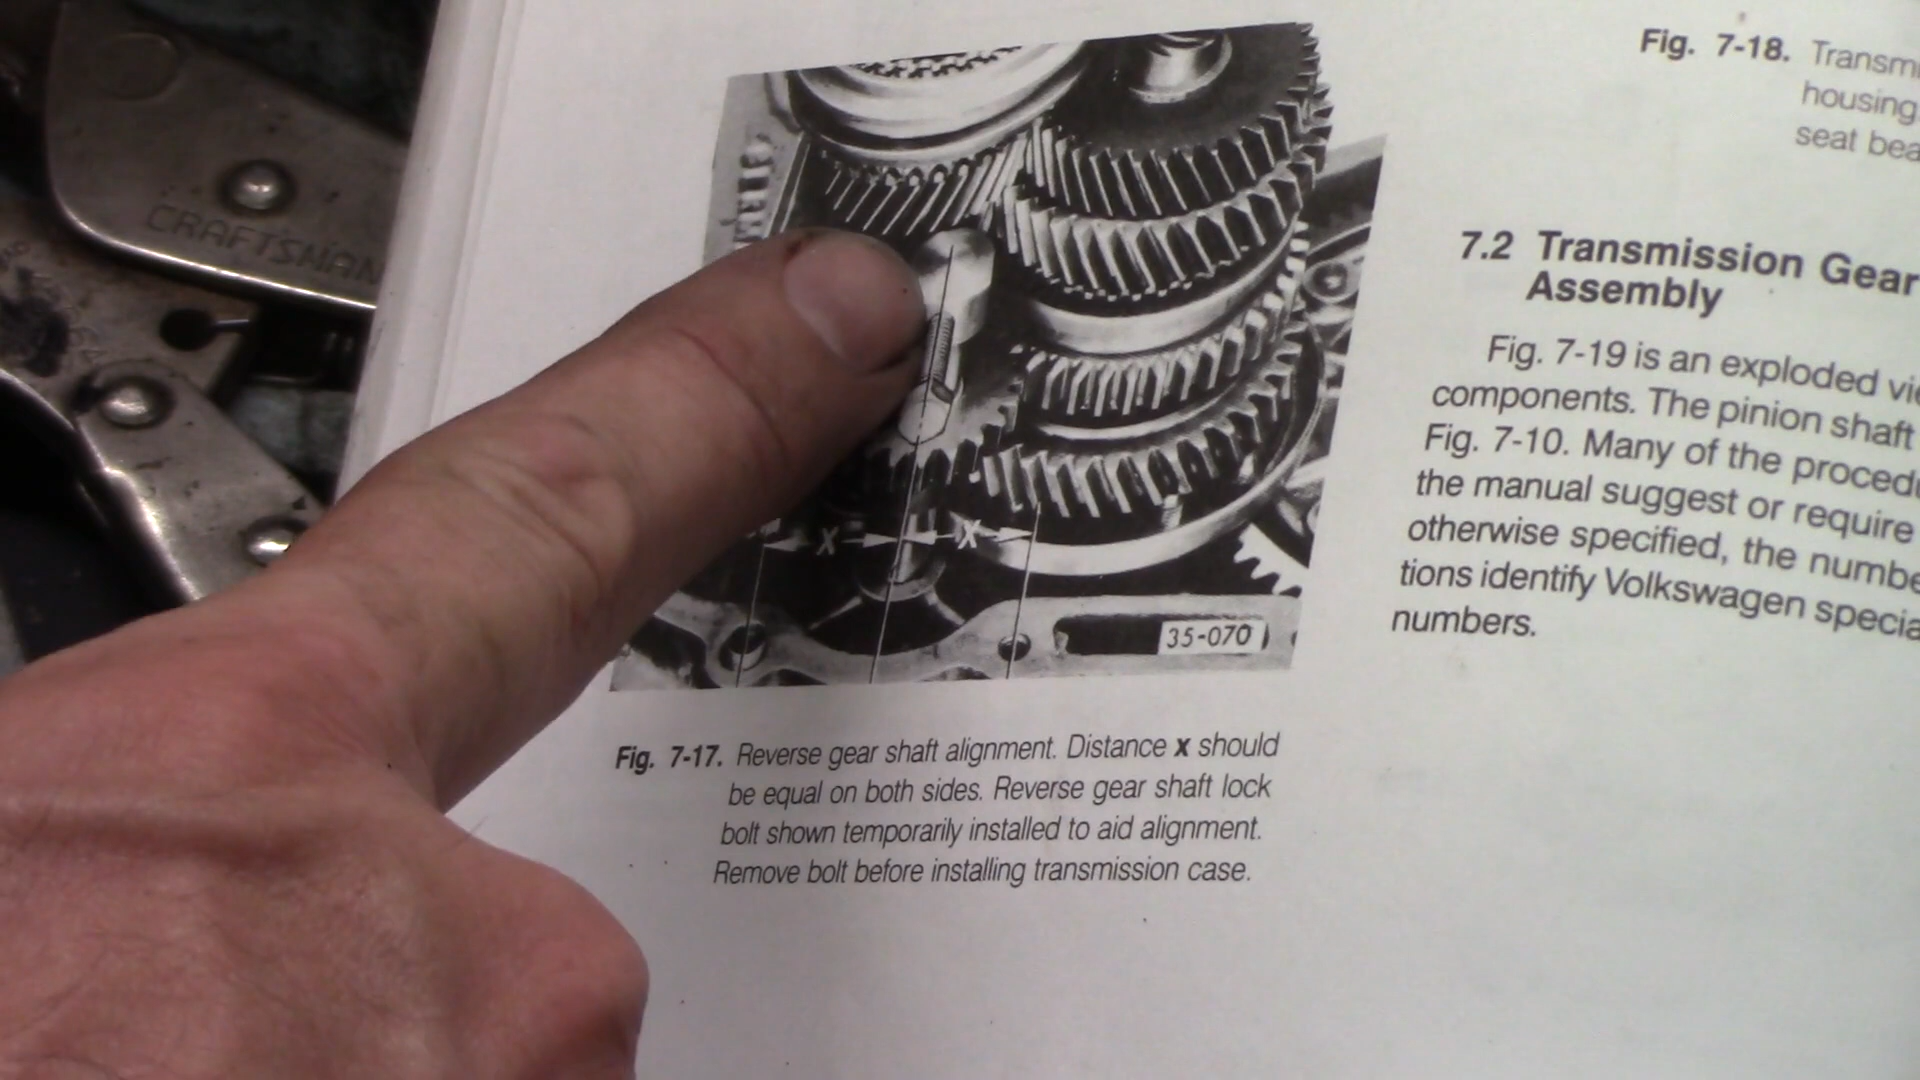 CRAFTSMAN
x x
35-070
Fig. 7-17. Reverse gear shaft alignment. Distance x should
be equal on both sides. Reverse gear shaft lock
bolt shown temporarily installed to aid alignment.
Remove bolt before installing transmission case.
Fig. 7-18. Transm
housing
seat bea
7.2 Transmission Gear
Assembly
Fig. 7-19 is an exploded vi
components. The pinion shaft
Fig. 7-10. Many of the proced
the manual suggest or require
otherwise specified, the numbe
tions identify Volkswagen specia
numbers.